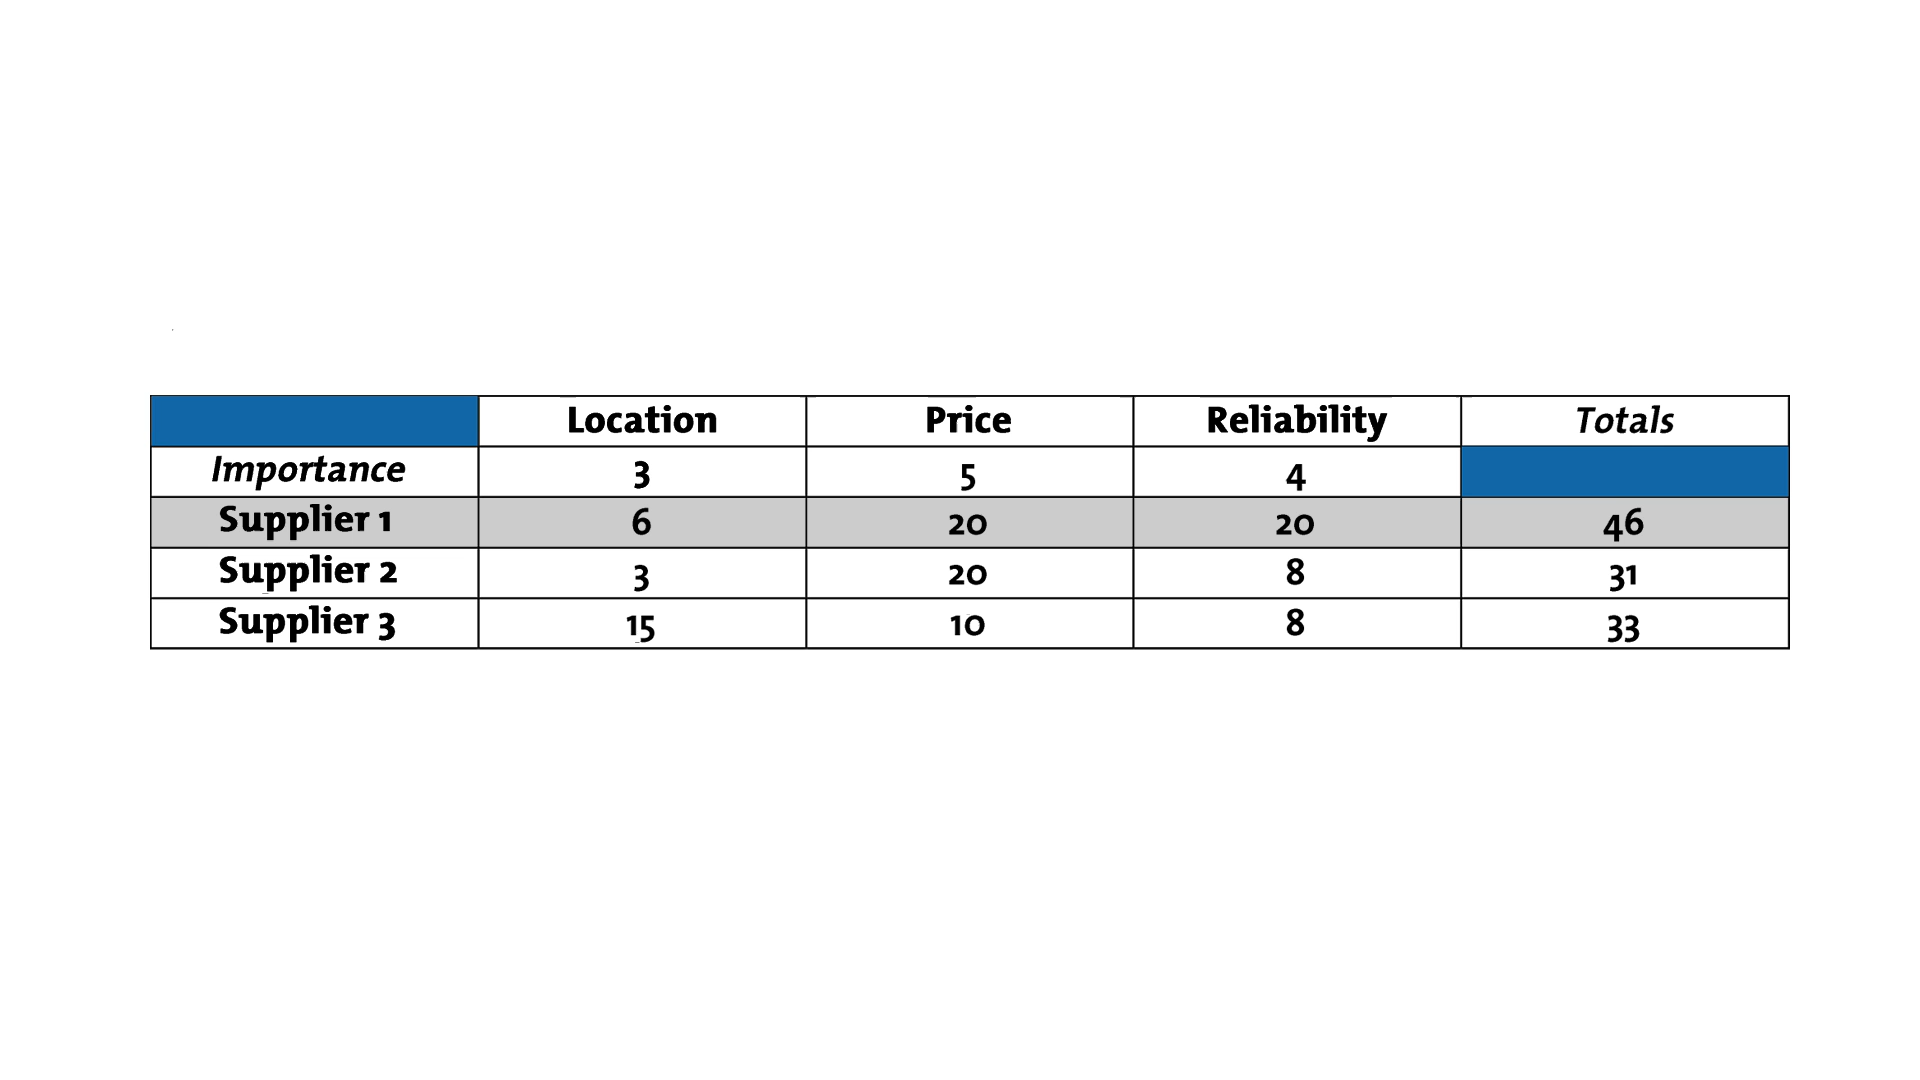 Location Price Reliability Totals
Importance 3 5 4
Supplier 1 6 20 20 46
Supplier 2 3 20 8 31
Supplier 3 15 10 8 33